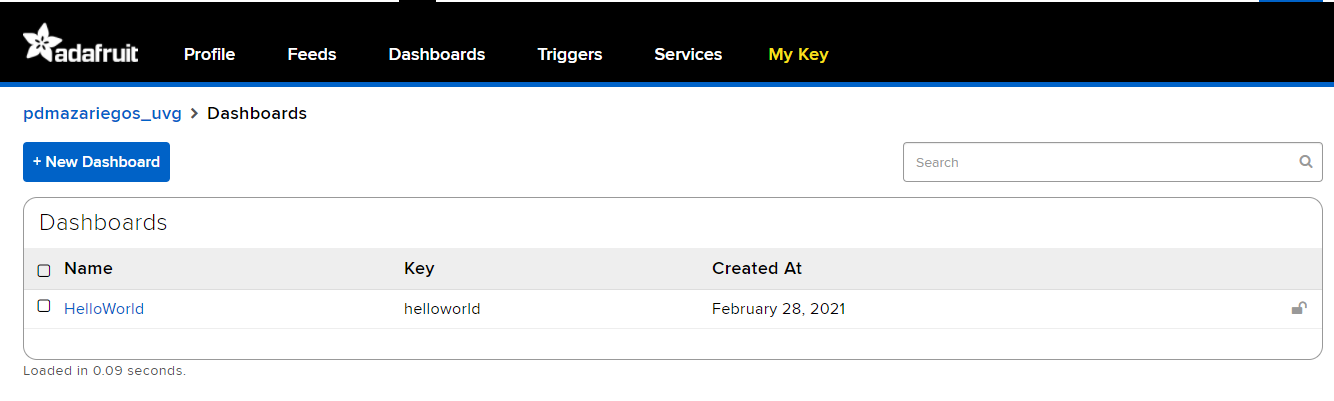 adafruit Profile Feeds Dashboards Triggers Services My Key
pdmazariegos_uvg > Dashboards
+ New Dashboard Search
Dashboards
Name Key Created At
HelloWorld helloworld February 28, 2021
Loaded in 0.09 seconds.